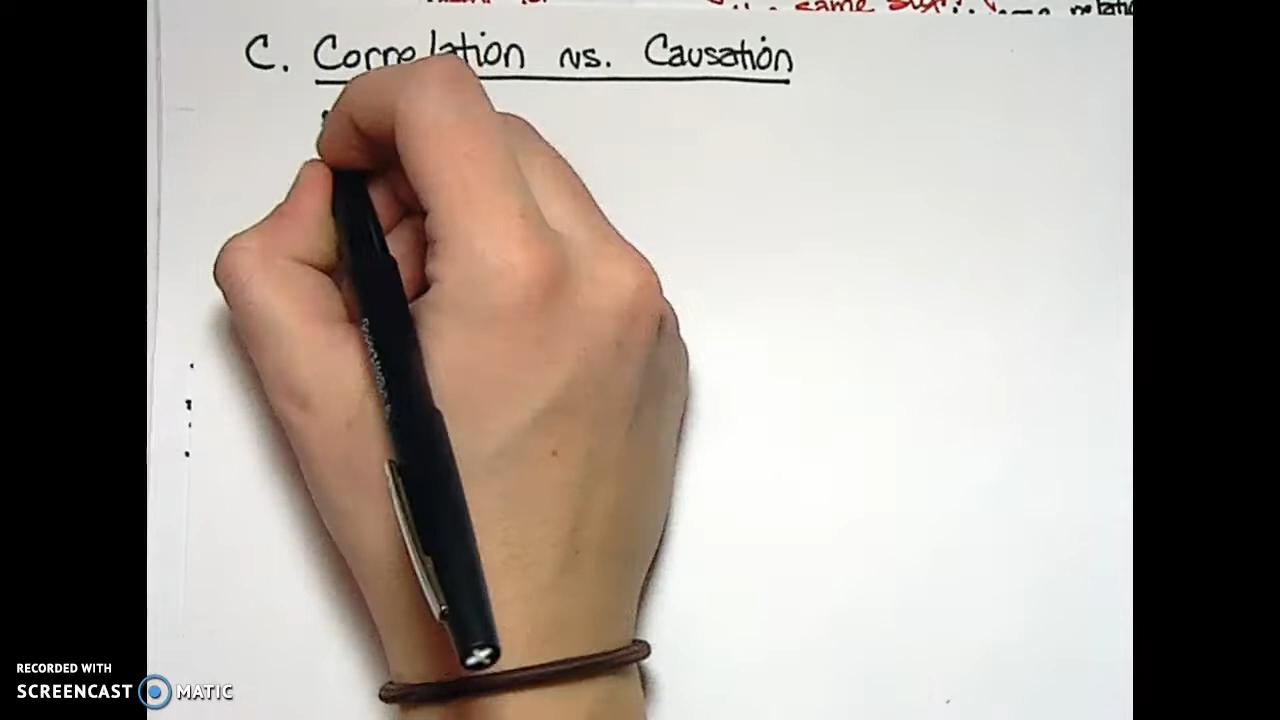 same
C. Correlation vs. Causation
RECORDED WITH
SCREENCAST MATIC